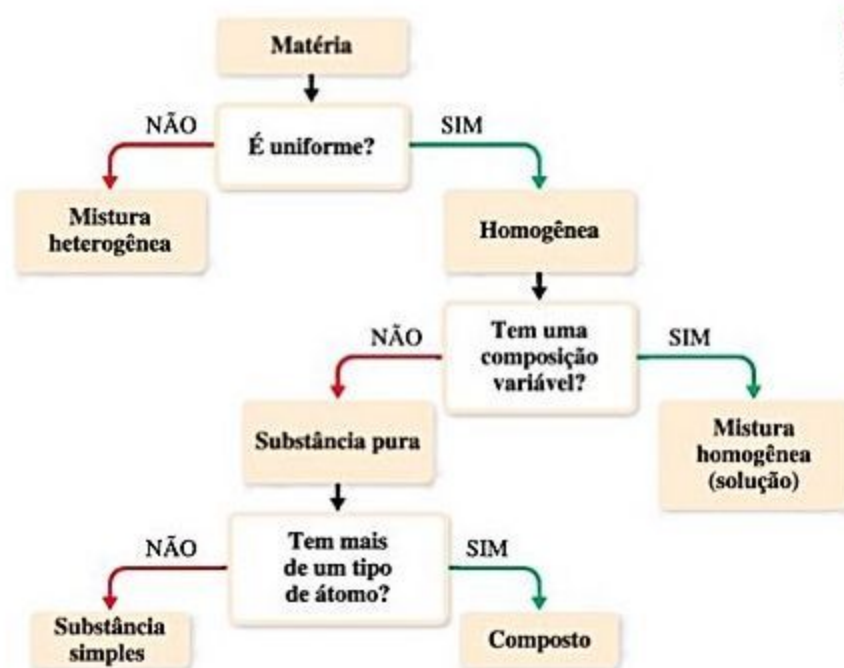 Matéria
NÃO
É uniforme?
SIM
Mistura
heterogênea
Homogênea
NÃO
Tem uma
composição
variável?
SIM
Substância pura
Mistura
homogênea
(solução)
NÃO
Tem mais
de um tipo
de átomo?
SIM
Substância
simples
Composto